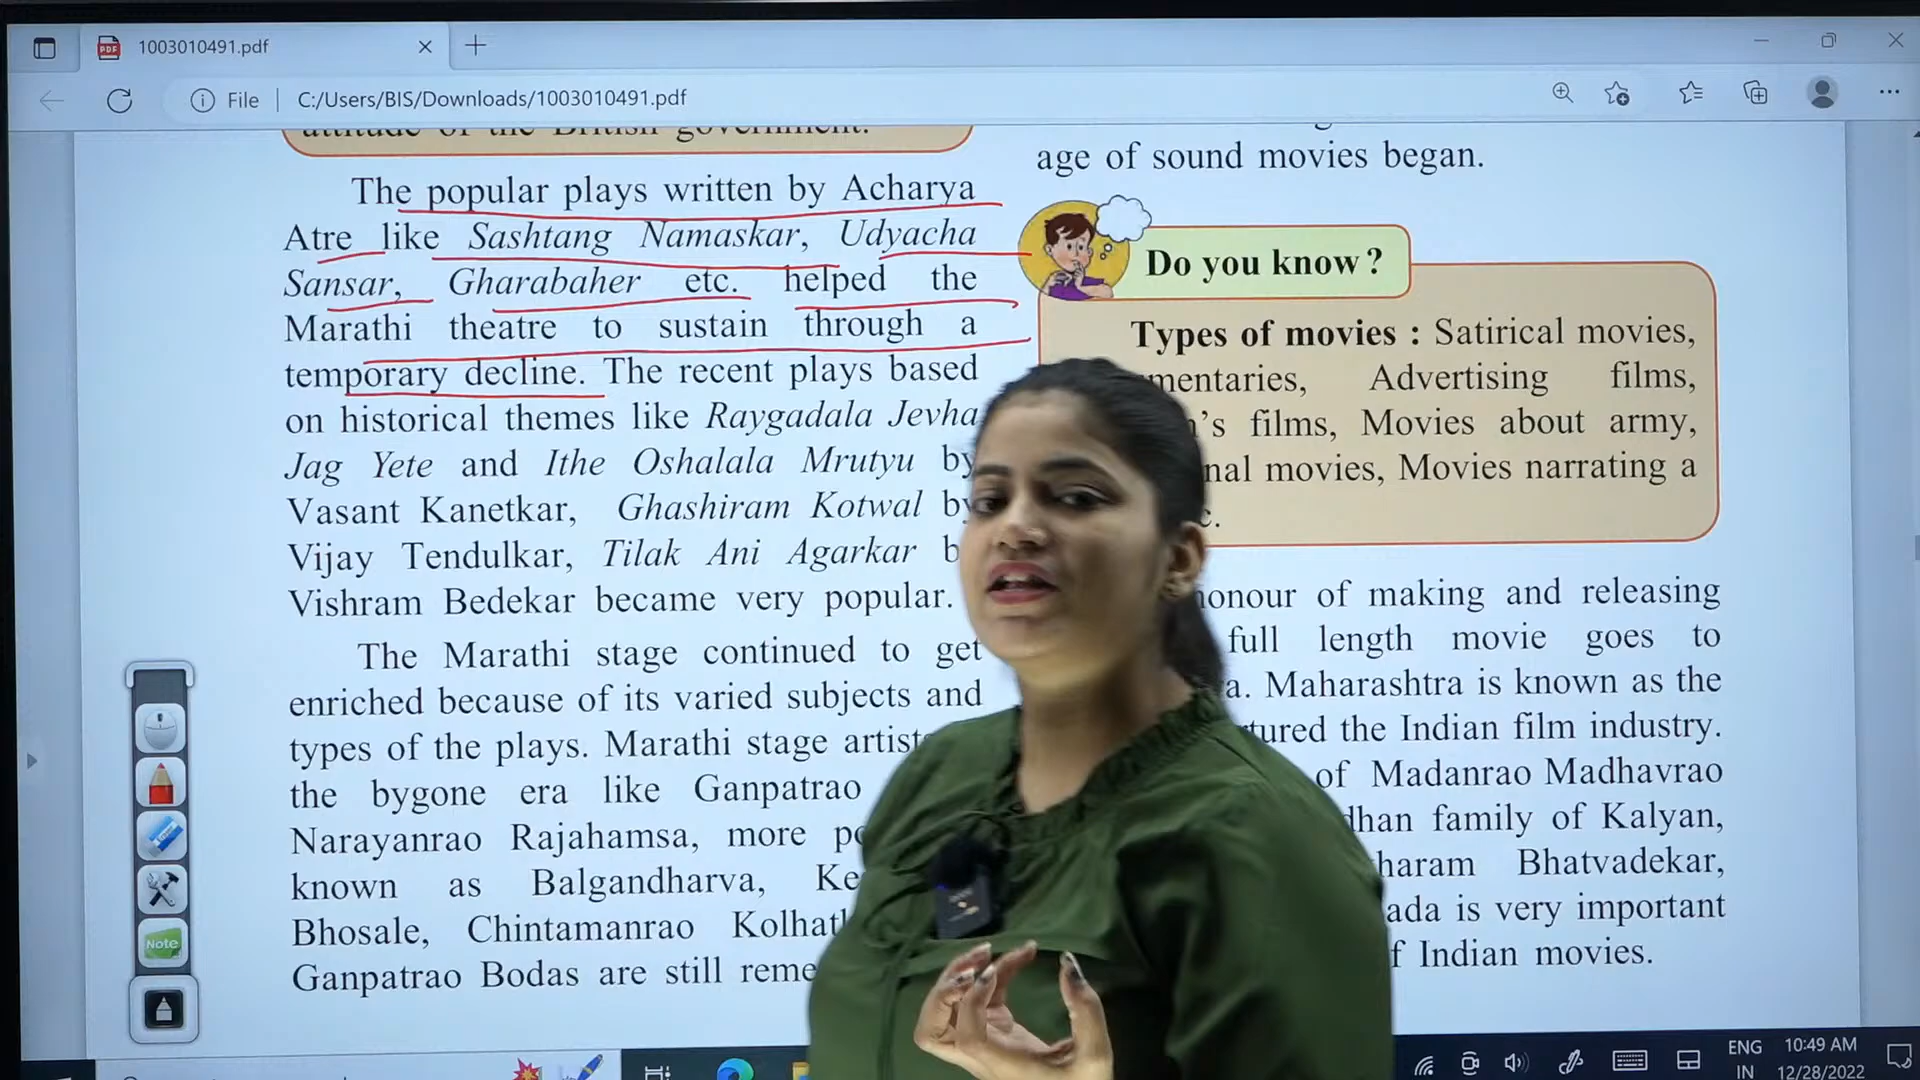 1003010491.pdf
File
C:/Users/BIS/Downloads/1003010491.pdf
attitude of the British government.
The popular plays written by Acharya
Atre like Sashtang Namaskar, Udyacha
Sansar, Gharabaher etc. helped the
Marathi theatre to sustain through a
temporary decline. The recent plays based
on historical themes like Raygadala Jevha
Jag Yete and Ithe Oshalala Mrutyu by
Vasant Kanetkar, Ghashiram Kotwal by
Vijay Tendulkar, Tilak Ani Agarkar b
Vishram Bedekar became very popular.
The Marathi stage continued to get
enriched because of its varied subjects and
types of the plays. Marathi stage artist
the bygone era like Ganpatrao
Narayanrao Rajahamsa, more po
known as Balgandharva, Ke
Bhosale, Chintamanrao Kolhat
Ganpatrao Bodas are still reme
age of sound movies began.
Do you know?
Types of movies : Satirical movies,
mentaries, Advertising films,
's films, Movies about army,
nal movies, Movies narrating a
c.
honour of making and releasing
full length movie goes to
a. Maharashtra is known as the
rtured the Indian film industry.
of Madanrao Madhavrao
dhan family of Kalyan,
haram Bhatvadekar,
ada is very important
f Indian movies.
Note
ENG
IN
10:49 AM
12/28/2022